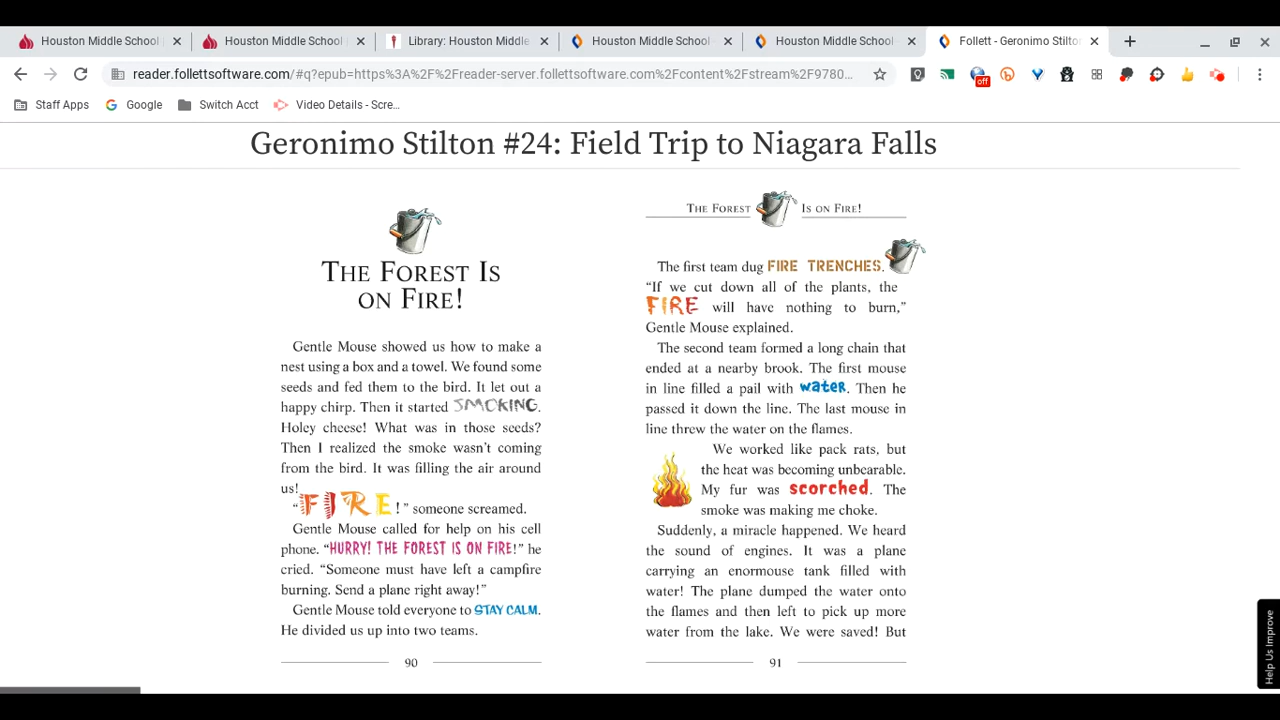 Houston Middle School
Houston Middle School
Library: Houston Middle
Houston Middle School
Houston Middle School
Follett - Geronimo Stilto
reader.follettsoftware.com/#q?epub=https%3A%2F%2Freader-server.follettsoftware.com%2Fcontent%2Fstream%2F9780...
off
Staff Apps
Google
Switch Acct
Video Details - Scre...
Geronimo Stilton #24: Field Trip to Niagara Falls
THE FOREST IS
ON FIRE!
Gentle Mouse showed us how to make a
nest using a box and a towel. We found some
seeds and fed them to the bird. It let out a
happy chirp. Then it started SMOKING.
Holey cheese! What was in those seeds?
Then I realized the smoke wasn't coming
from the bird. It was filling the air around
us!
"FIRE!" someone screamed.
Gentle Mouse called for help on his cell
phone. "HURRY! THE FOREST IS ON FIRE!" he
cried. "Someone must have left a campfire
burning. Send a plane right away!"
Gentle Mouse told everyone to STAY CALM.
He divided us up into two teams.
90
THE FOREST IS ON FIRE!
The first team dug FIRE TRENCHES.
"If we cut down all of the plants, the
FIRE will have nothing to burn,"
Gentle Mouse explained.
The second team formed a long chain that
ended at a nearby brook. The first mouse
in line filled a pail with water. Then he
passed it down the line. The last mouse in
line threw the water on the flames.
We worked like pack rats, but
the heat was becoming unbearable.
My fur was scorched. The
smoke was making me choke.
Suddenly, a miracle happened. We heard
the sound of engines. It was a plane
carrying an enormouse tank filled with
water! The plane dumped the water onto
the flames and then left to pick up more
water from the lake. We were saved! But
91
Help Us Improve